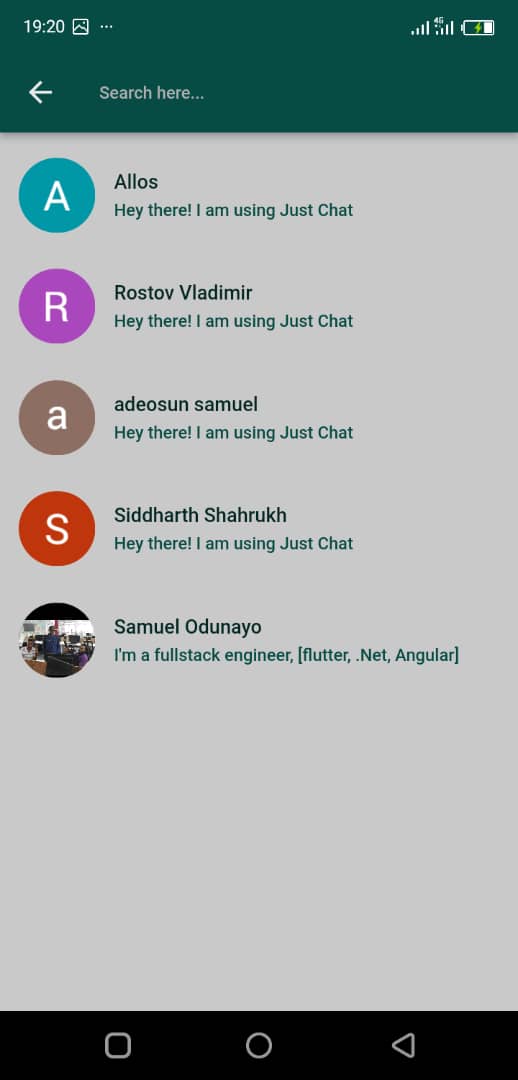 19:20 ...
4G
Search here...
A
Allos
Hey there! I am using Just Chat
R
Rostov Vladimir
Hey there! I am using Just Chat
a
adeosun samuel
Hey there! I am using Just Chat
S
Siddharth Shahrukh
Hey there! I am using Just Chat
Samuel Odunayo
I'm a fullstack engineer, [flutter, .Net, Angular]